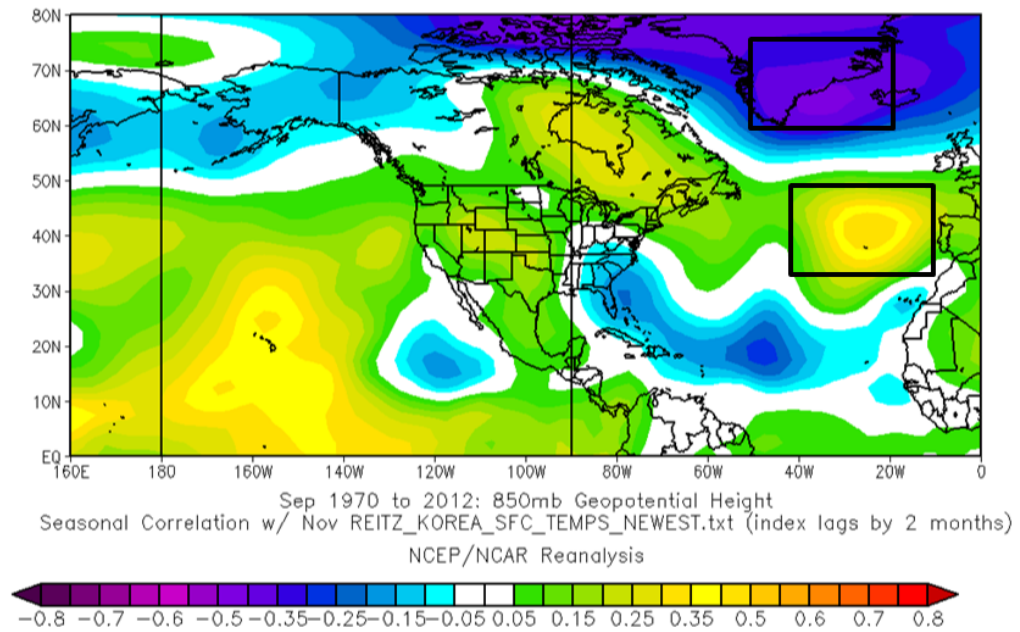 80N
70N
60N
50N
40N
30N
20N
10N
EQ
160E 180 160W 140W 120W 100W 80W 60W 40W 20W 0
Sep 1970 to 2012: 850mb Geopotential Height
Seasonal Correlation w/ Nov REITZ_KOREA_SFC_TEMPS_NEWEST.txt (index lags by 2 months)
NCEP/NCAR Reanalysis
-0.8 -0.7 -0.6 -0.5 -0.35 -0.25 -0.15 -0.05 0.05 0.15 0.25 0.35 0.5 0.6 0.7 0.8